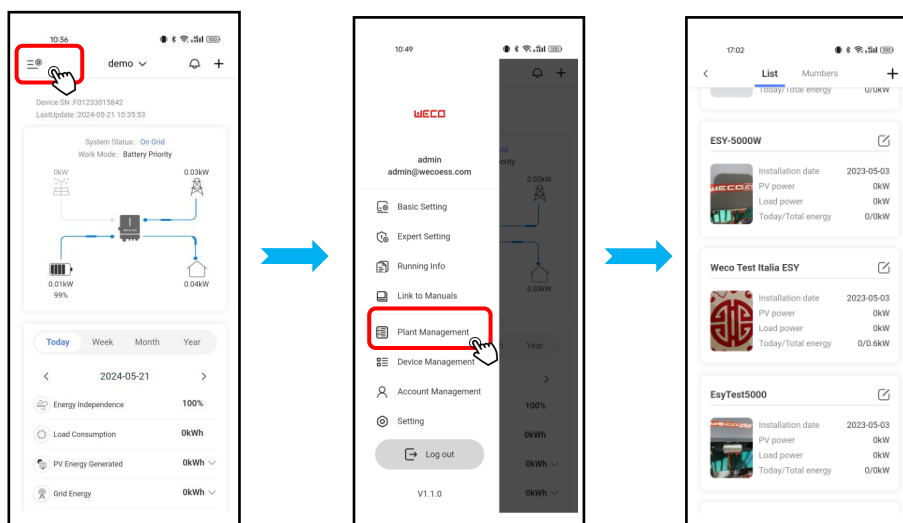 10:36
demo
Device SN :F01233015842
LastUpdate :2024-05-21 10:35:53
System Status: On Grid
Work Mode: Battery Priority
0kW
0.03kW
0.01kW
99%
0.04kW
Today Week Month Year
2024-05-21
Energy Independence 100%
Load Consumption 0kWh
PV Energy Generated 0kWh
Grid Energy 0kWh
10:49
WECO
admin
admin@wecoess.com
Basic Setting
Expert Setting
Running Info
Link to Manuals
Plant Management
Device Management
Account Management
Setting
Log out
V1.1.0
0.02kW
0.03kW
Year
100%
0kWh
0kWh
0kWh
17:02
List Mumbers
Today/Total energy 0/0kW
ESY-5000W
Installation date 2023-05-03
PV power 0kW
Load power 0kW
Today/Total energy 0/0kW
Weco Test Italia ESY
Installation date 2023-05-03
PV power 0kW
Load power 0kW
Today/Total energy 0/0.6kW
EsyTest5000
Installation date 2023-05-03
PV power 0kW
Load power 0kW
Today/Total energy 0/0kW